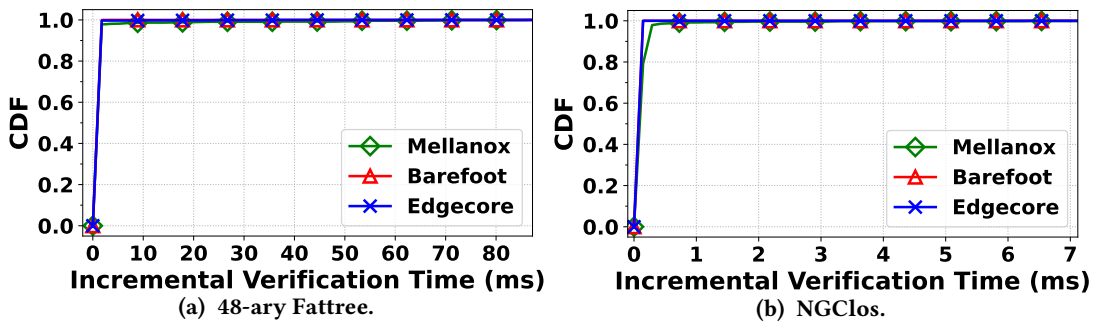 CDF
1.0
0.8
0.6
0.4
0.2
0.0
Mellanox
Barefoot
Edgecore
0 10 20 30 40 50 60 70 80
Incremental Verification Time (ms)
(a) 48-ary Fattree.
CDF
1.0
0.8
0.6
0.4
0.2
0.0
Mellanox
Barefoot
Edgecore
0 1 2 3 4 5 6 7
Incremental Verification Time (ms)
(b) NGClos.